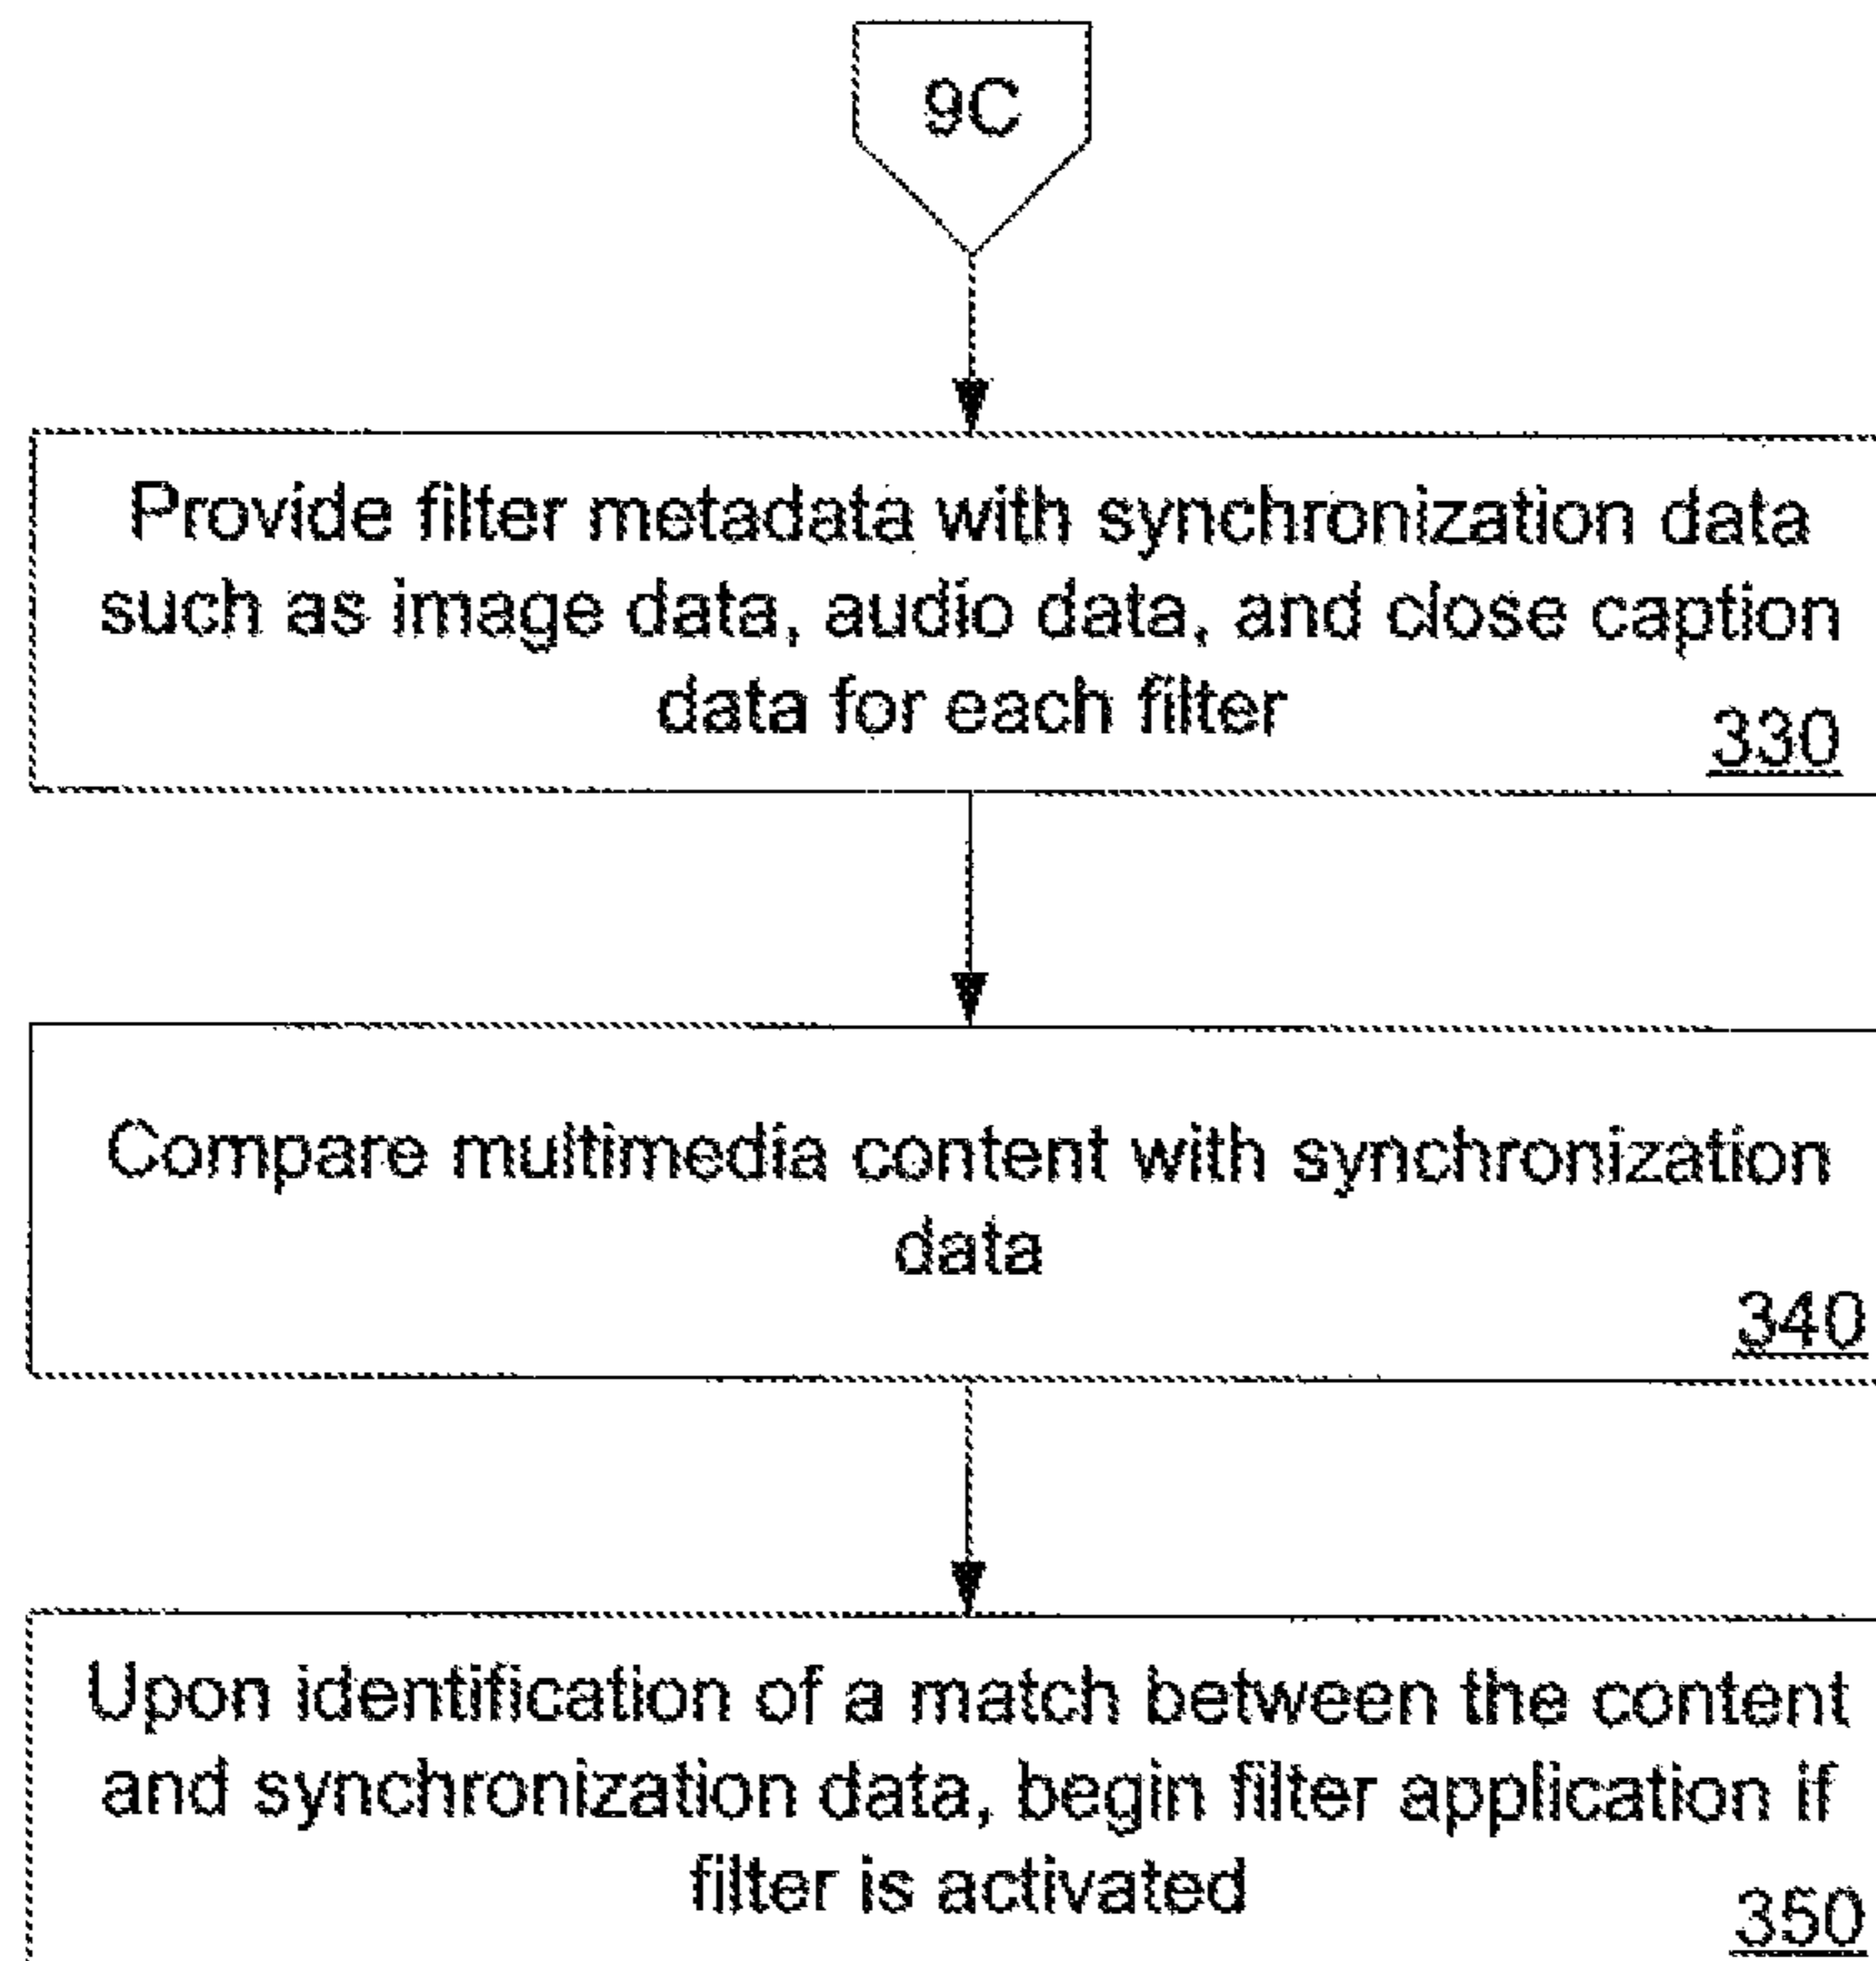 9C
Provide filter metadata with synchronization data
such as image data, audio data, and close caption
data for each filter
330
Compare multimedia content with synchronization
data
340
Upon identification of a match between the content
and synchronization data, begin filter application if
filter is activated
350